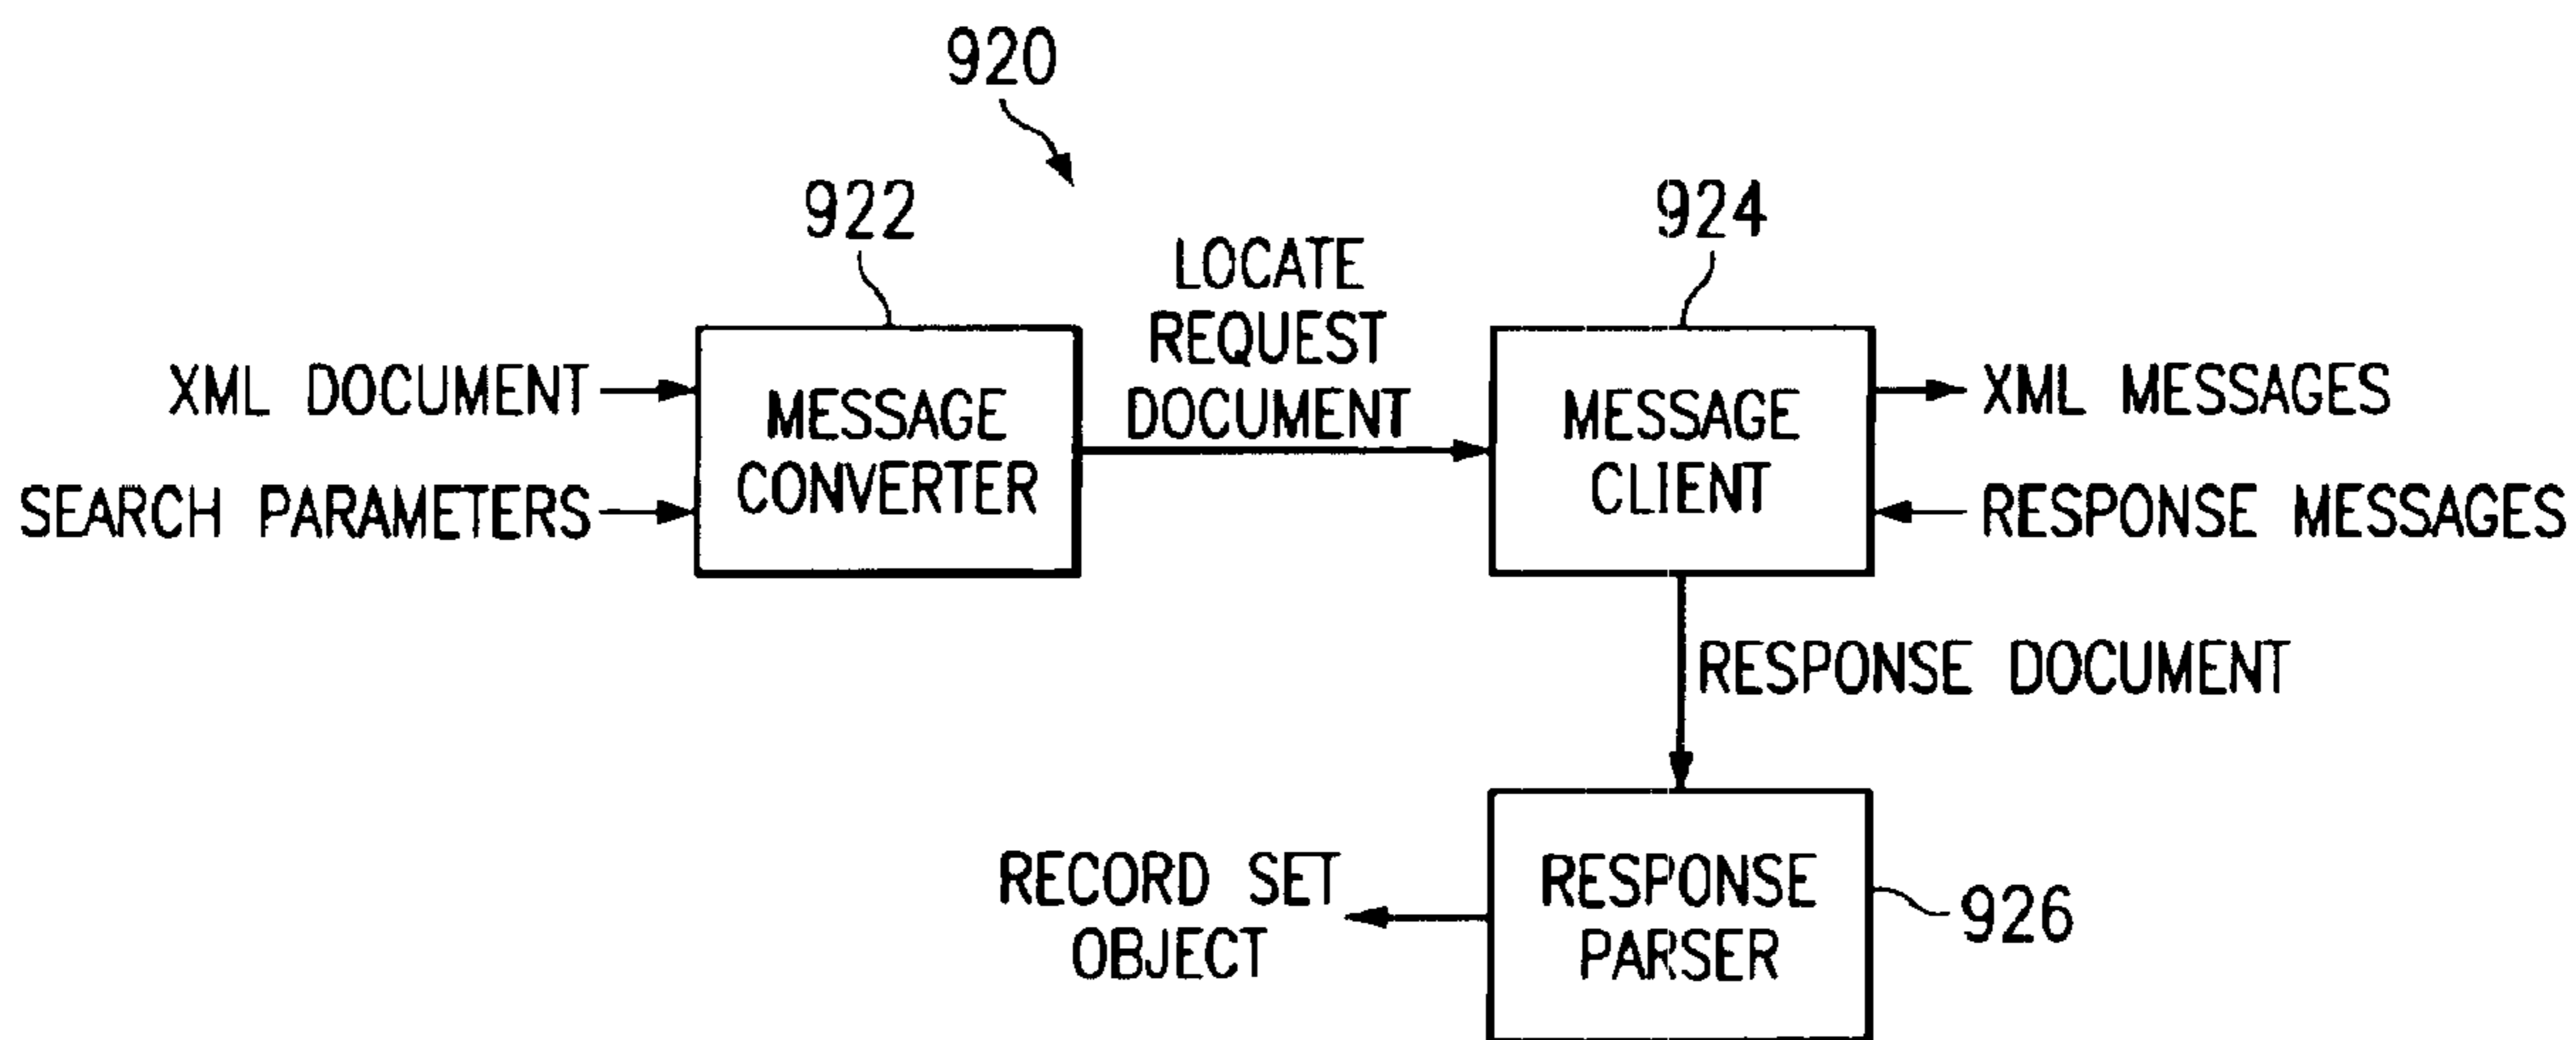 920
922
924
LOCATE
REQUEST
DOCUMENT
XML DOCUMENT
SEARCH PARAMETERS
MESSAGE
CONVERTER
MESSAGE
CLIENT
XML MESSAGES
RESPONSE MESSAGES
RESPONSE DOCUMENT
RECORD SET
OBJECT
RESPONSE
PARSER
926